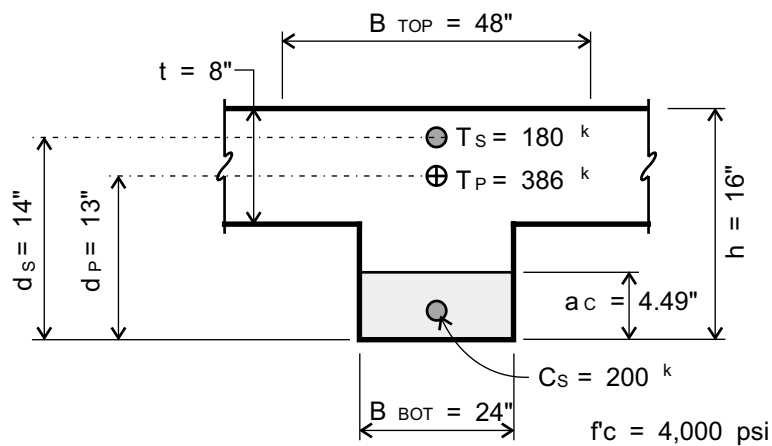 B TOP = 48"
t = 8"
T S = 180 k
T P = 386 k
d S = 14"
d P = 13"
h = 16"
a C = 4.49"
C S = 200 k
B BOT = 24"
f'c = 4,000 psi